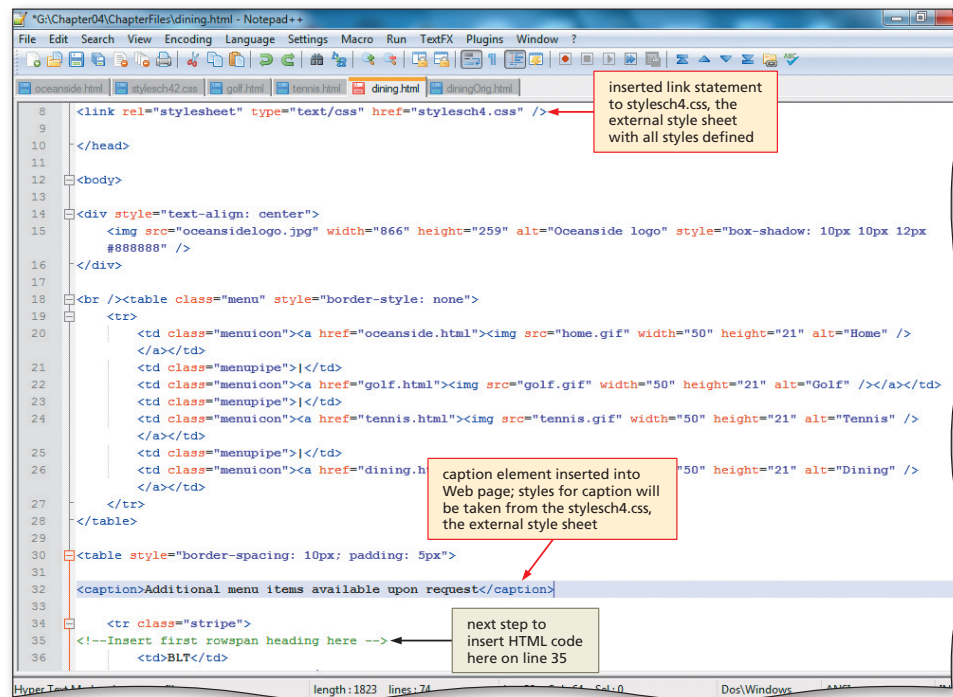 *G:\Chapter04\ChapterFiles\dining.html - Notepad++
File Edit Search View Encoding Language Settings Macro Run TextFX Plugins Window ?
oceanside.html stylesch42.css golf.html tennis.html dining.html diningOrig.html
inserted link statement
to stylesch4.css, the
external style sheet
with all styles defined
8 <link rel="stylesheet" type="text/css" href="stylesch4.css" />
9
10 </head>
11
12 <body>
13
14 <div style="text-align: center">
15 <img src="oceansidelogo.jpg" width="866" height="259" alt="Oceanside logo" style="box-shadow: 10px 10px 12px
#888888" />
16 </div>
17
18 <br /><table class="menu" style="border-style: none">
19 <tr>
20 <td class="menuicon"><a href="oceanside.html"><img src="home.gif" width="50" height="21" alt="Home" />
</a></td>
21 <td class="menupipe">|</td>
22 <td class="menuicon"><a href="golf.html"><img src="golf.gif" width="50" height="21" alt="Golf" /></a></td>
23 <td class="menupipe">|</td>
24 <td class="menuicon"><a href="tennis.html"><img src="tennis.gif" width="50" height="21" alt="Tennis" />
</a></td>
25 <td class="menupipe">|</td>
26 <td class="menuicon"><a href="dining.h "50" height="21" alt="Dining" />
</a></td>
caption element inserted into
Web page; styles for caption will
be taken from the stylesch4.css,
the external style sheet
27 </tr>
28 </table>
29
30 <table style="border-spacing: 10px; padding: 5px">
31
32 <caption>Additional menu items available upon request</caption>
33
34 <tr class="stripe">
35 <!--Insert first rowspan heading here -->
36 <td>BLT</td>
next step to
insert HTML code
here on line 35
length : 1823 lines : 74 Dos\Windows